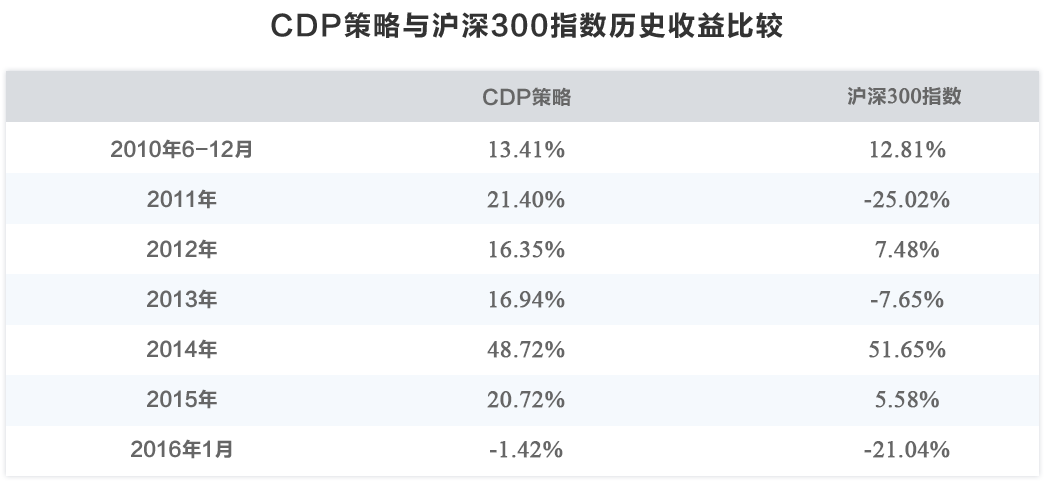 CDP策略与沪深300指数历史收益比较
CDP策略 沪深300指数
2010年6-12月 13.41% 12.81%
2011年 21.40% -25.02%
2012年 16.35% 7.48%
2013年 16.94% -7.65%
2014年 48.72% 51.65%
2015年 20.72% 5.58%
2016年1月 -1.42% -21.04%